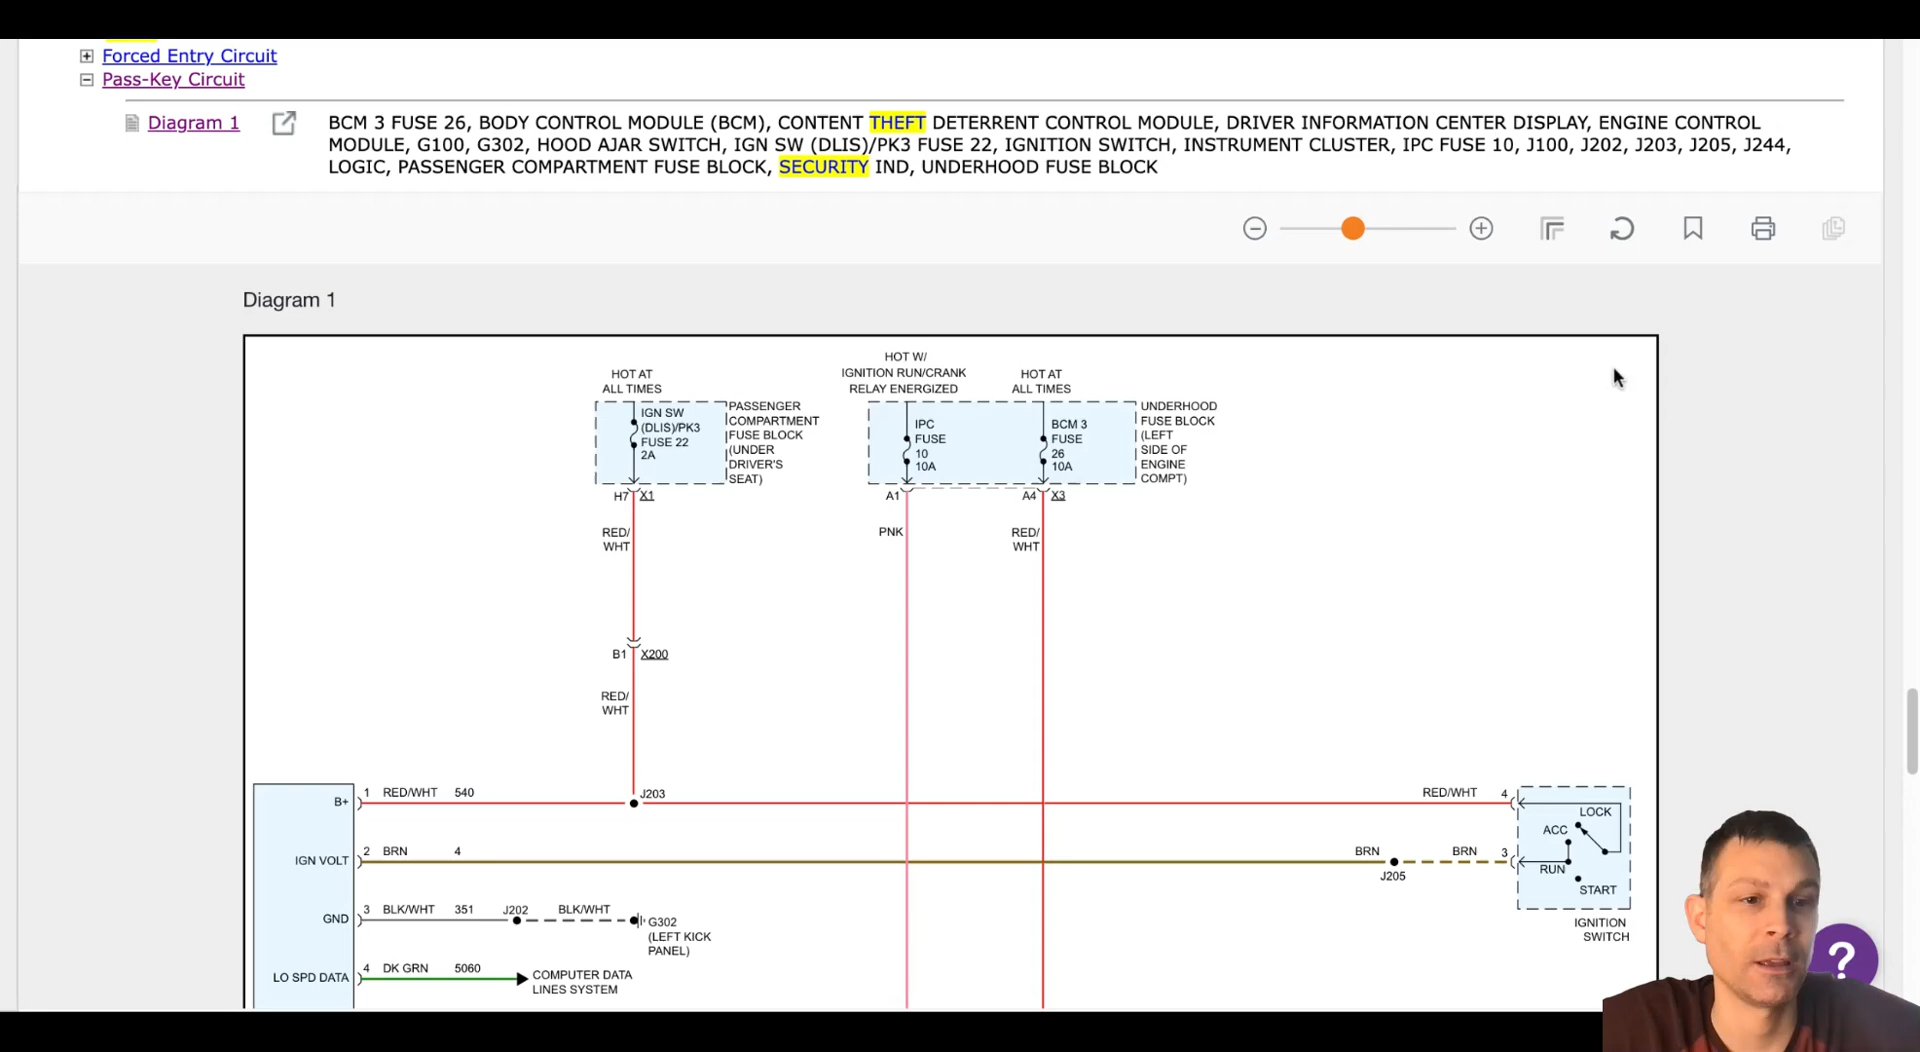 Forced Entry Circuit
Pass-Key Circuit
Diagram 1
BCM 3 FUSE 26, BODY CONTROL MODULE (BCM), CONTENT THEFT DETERRENT CONTROL MODULE, DRIVER INFORMATION CENTER DISPLAY, ENGINE CONTROL
MODULE, G100, G302, HOOD AJAR SWITCH, IGN SW (DLIS)/PK3 FUSE 22, IGNITION SWITCH, INSTRUMENT CLUSTER, IPC FUSE 10, J100, J202, J203, J205, J244,
LOGIC, PASSENGER COMPARTMENT FUSE BLOCK, SECURITY IND, UNDERHOOD FUSE BLOCK
Diagram 1
HOT AT
ALL TIMES
HOT W/
IGNITION RUN/CRANK
RELAY ENERGIZED
HOT AT
ALL TIMES
IGN SW
(DLIS)/PK3
FUSE 22
2A
PASSENGER
COMPARTMENT
FUSE BLOCK
(UNDER
DRIVER'S
SEAT)
IPC
FUSE
10
10A
BCM 3
FUSE
26
10A
UNDERHOOD
FUSE BLOCK
(LEFT
SIDE OF
ENGINE
COMPT)
H7 X1
A1
A4 X3
RED/
WHT
PNK
RED/
WHT
B1 X200
RED/
WHT
B+ 1 RED/WHT 540
J203
RED/WHT 4
LOCK
ACC
RUN
START
IGNITION
SWITCH
IGN VOLT 2 BRN 4
BRN
J205
BRN 3
GND 3 BLK/WHT 351
J202
BLK/WHT
G302
(LEFT KICK
PANEL)
LO SPD DATA 4 DK GRN 5060
COMPUTER DATA
LINES SYSTEM
?